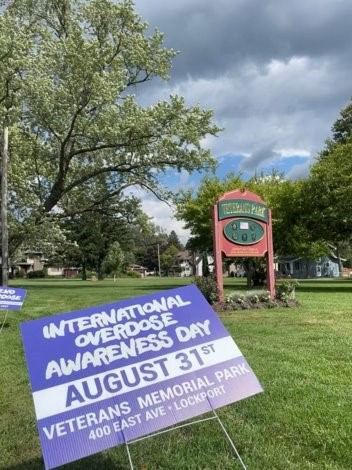 VETERANS PARK
INTERNATIONAL
OVERDOSE
AWARENESS DAY
AUGUST 31ST
VETERANS MEMORIAL PARK
400 EAST AVE • LOCKPORT